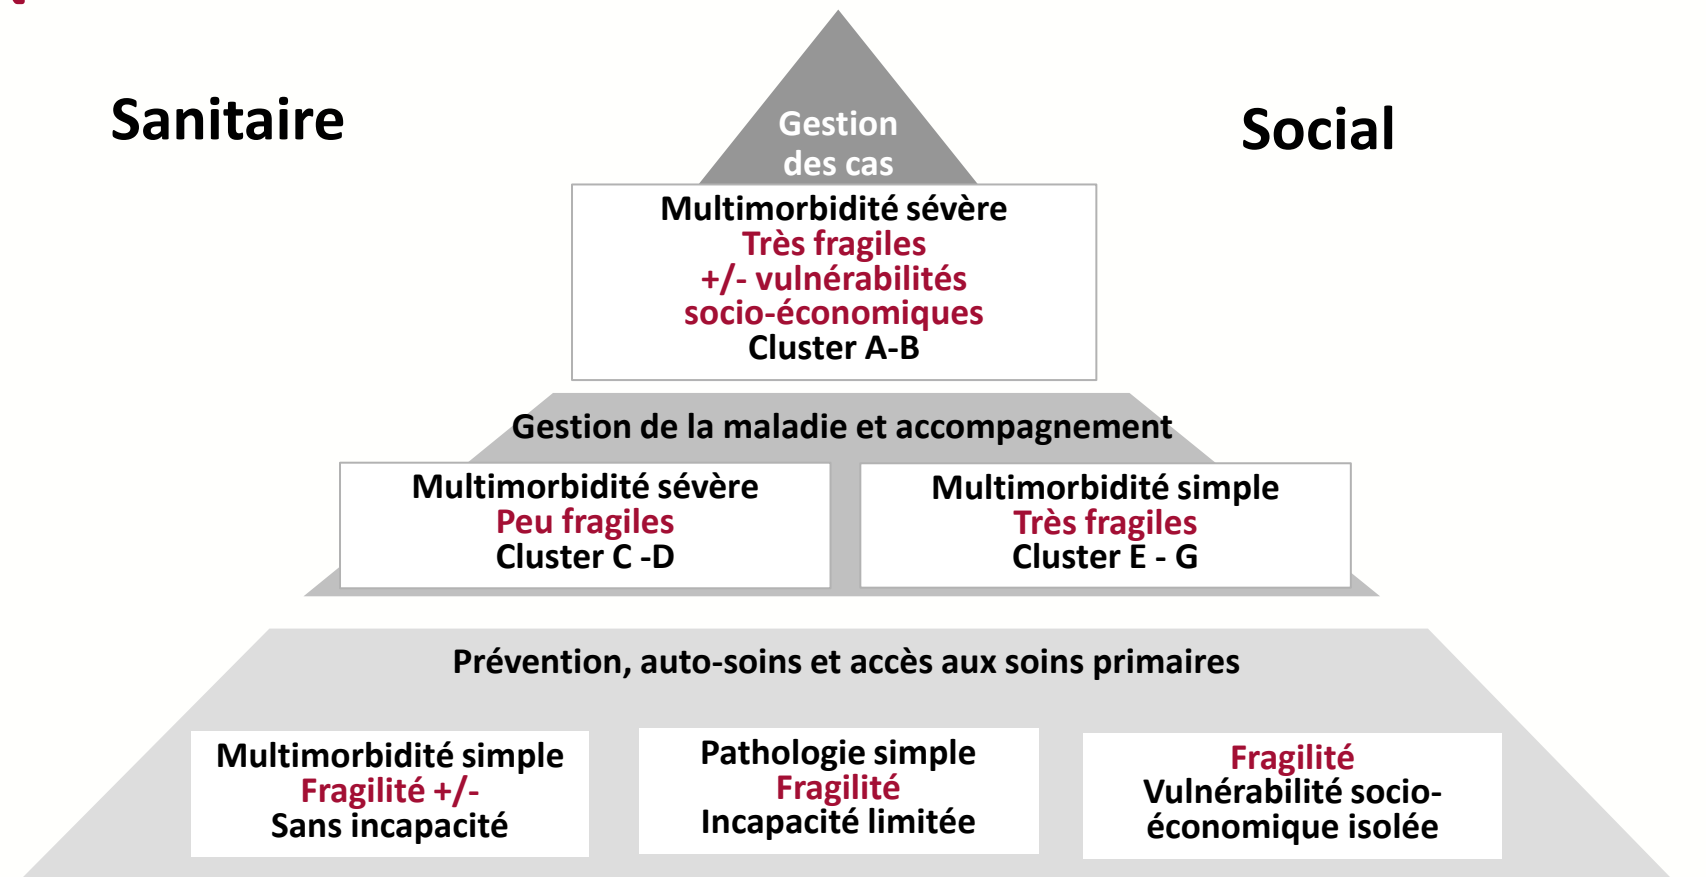 Sanitaire
Social
Gestion
des cas
Multimorbidité sévère
Très fragiles
+/- vulnérabilités
socio-économiques
Cluster A-B
Gestion de la maladie et accompagnement
Multimorbidité sévère
Peu fragiles
Cluster C -D
Multimorbidité simple
Très fragiles
Cluster E - G
Prévention, auto-soins et accès aux soins primaires
Multimorbidité simple
Fragilité +/-
Sans incapacité
Pathologie simple
Fragilité
Incapacité limitée
Fragilité
Vulnérabilité socio-
économique isolée